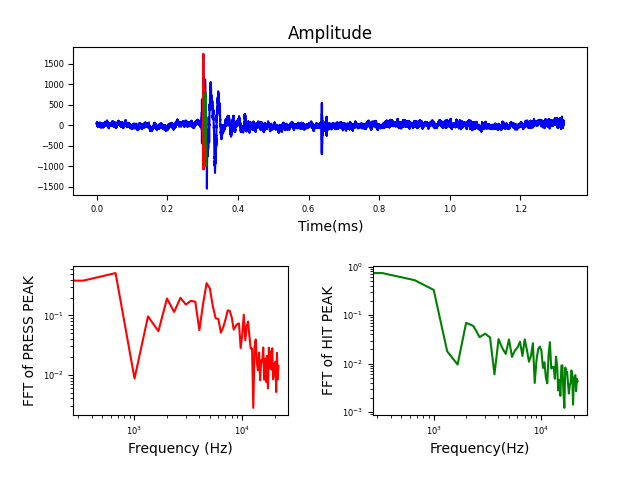 Amplitude
1500
1000
500
0
−500
−1000
−1500
0.0 0.2 0.4 0.6 0.8 1.0 1.2
Time(ms)
FFT of PRESS PEAK
10⁻¹
10⁻²
10³ 10⁴
Frequency (Hz)
FFT of HIT PEAK
10⁰
10⁻¹
10⁻²
10⁻³
10³ 10⁴
Frequency(Hz)